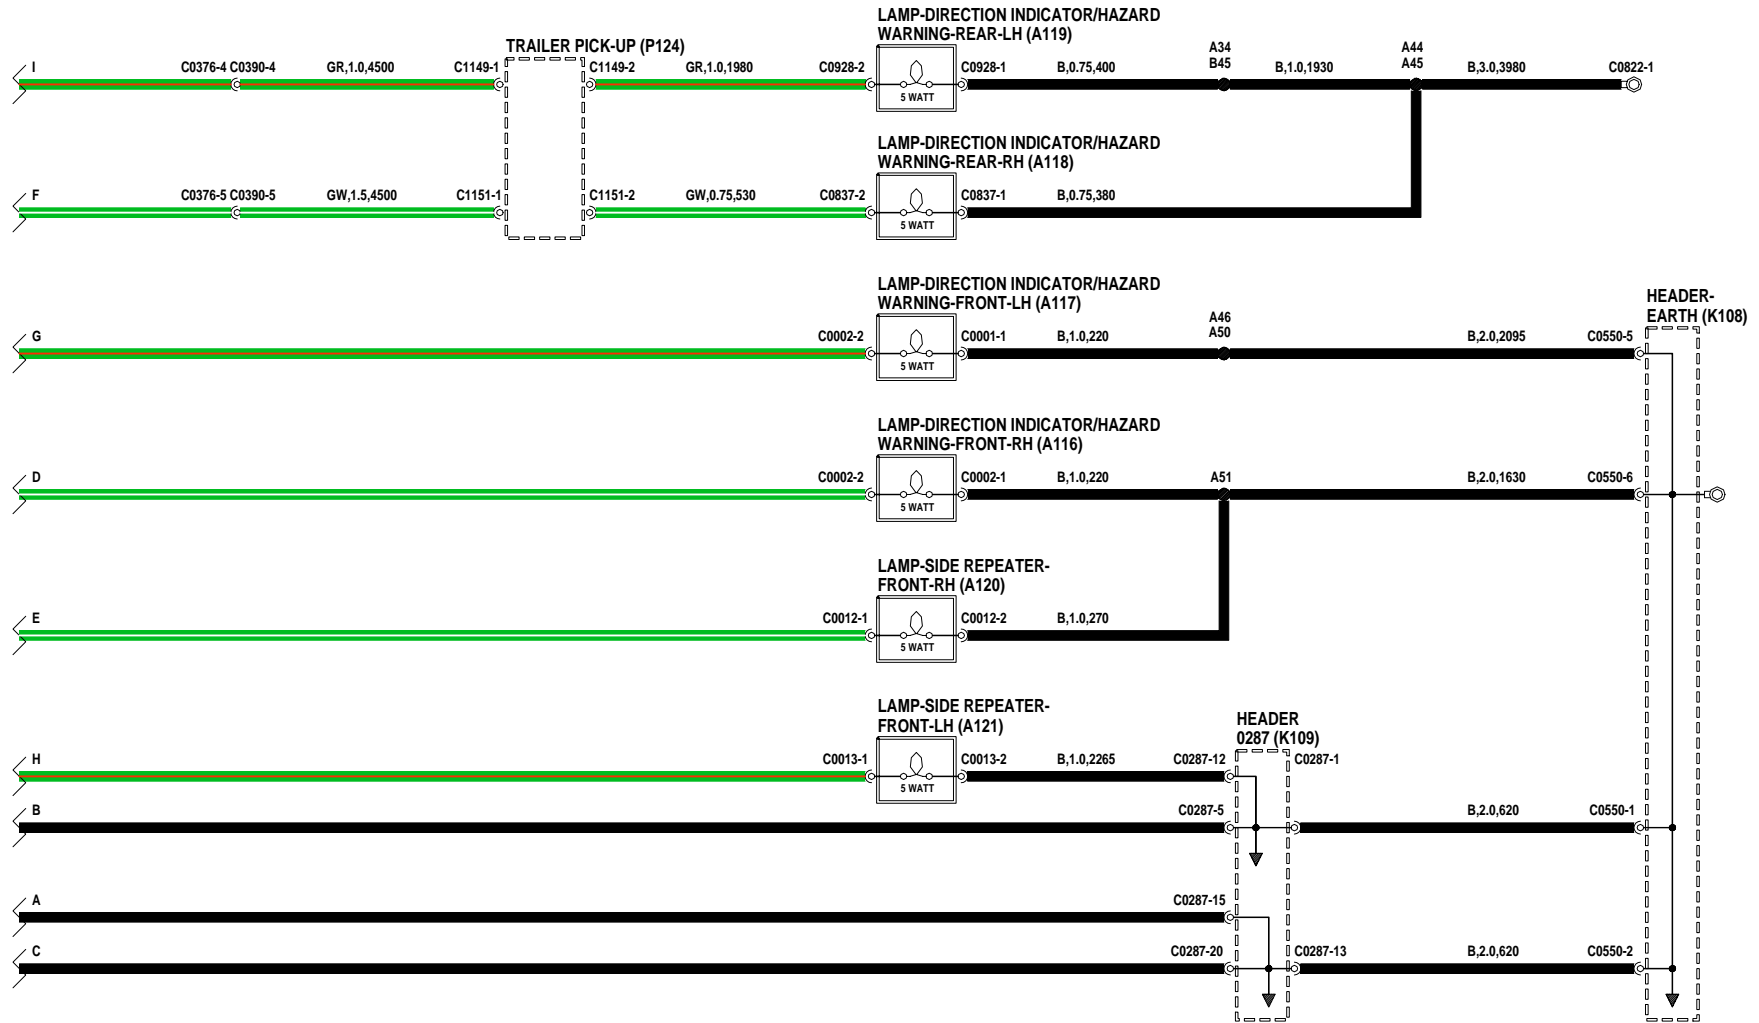 LAMP-DIRECTION INDICATOR/HAZARD
WARNING-REAR-LH (A119)
TRAILER PICK-UP (P124)
I C0376-4 C0390-4 GR,1.0,4500 C1149-1 C1149-2 GR,1.0,1980 C0928-2 C0928-1 B,0.75,400 A34 B,1.0,1930 A44 B,3.0,3980 C0822-1
B45 A45
5 WATT
LAMP-DIRECTION INDICATOR/HAZARD
WARNING-REAR-RH (A118)
F C0376-5 C0390-5 GW,1.5,4500 C1151-1 C1151-2 GW,0.75,530 C0837-2 C0837-1 B,0.75,380
5 WATT
LAMP-DIRECTION INDICATOR/HAZARD
WARNING-FRONT-LH (A117)
HEADER-
EARTH (K108)
A46
A50
G C0002-2 C0001-1 B,1.0,220 B,2.0,2095 C0550-5
5 WATT
LAMP-DIRECTION INDICATOR/HAZARD
WARNING-FRONT-RH (A116)
D C0002-2 C0002-1 B,1.0,220 A51 B,2.0,1630 C0550-6
5 WATT
LAMP-SIDE REPEATER-
FRONT-RH (A120)
E C0012-1 C0012-2 B,1.0,270
5 WATT
LAMP-SIDE REPEATER-
FRONT-LH (A121)
HEADER
0287 (K109)
H C0013-1 C0013-2 B,1.0,2265 C0287-12 C0287-1
5 WATT
B C0287-5 B,2.0,620 C0550-1
A C0287-15
C C0287-20 C0287-13 B,2.0,620 C0550-2